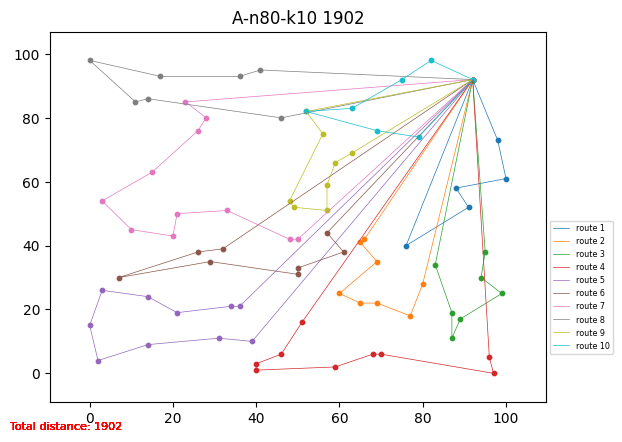 A-n80-k10 1902
100
80
60
40
20
0
0 20 40 60 80 100
route 1
route 2
route 3
route 4
route 5
route 6
route 7
route 8
route 9
route 10
Total distance: 1902